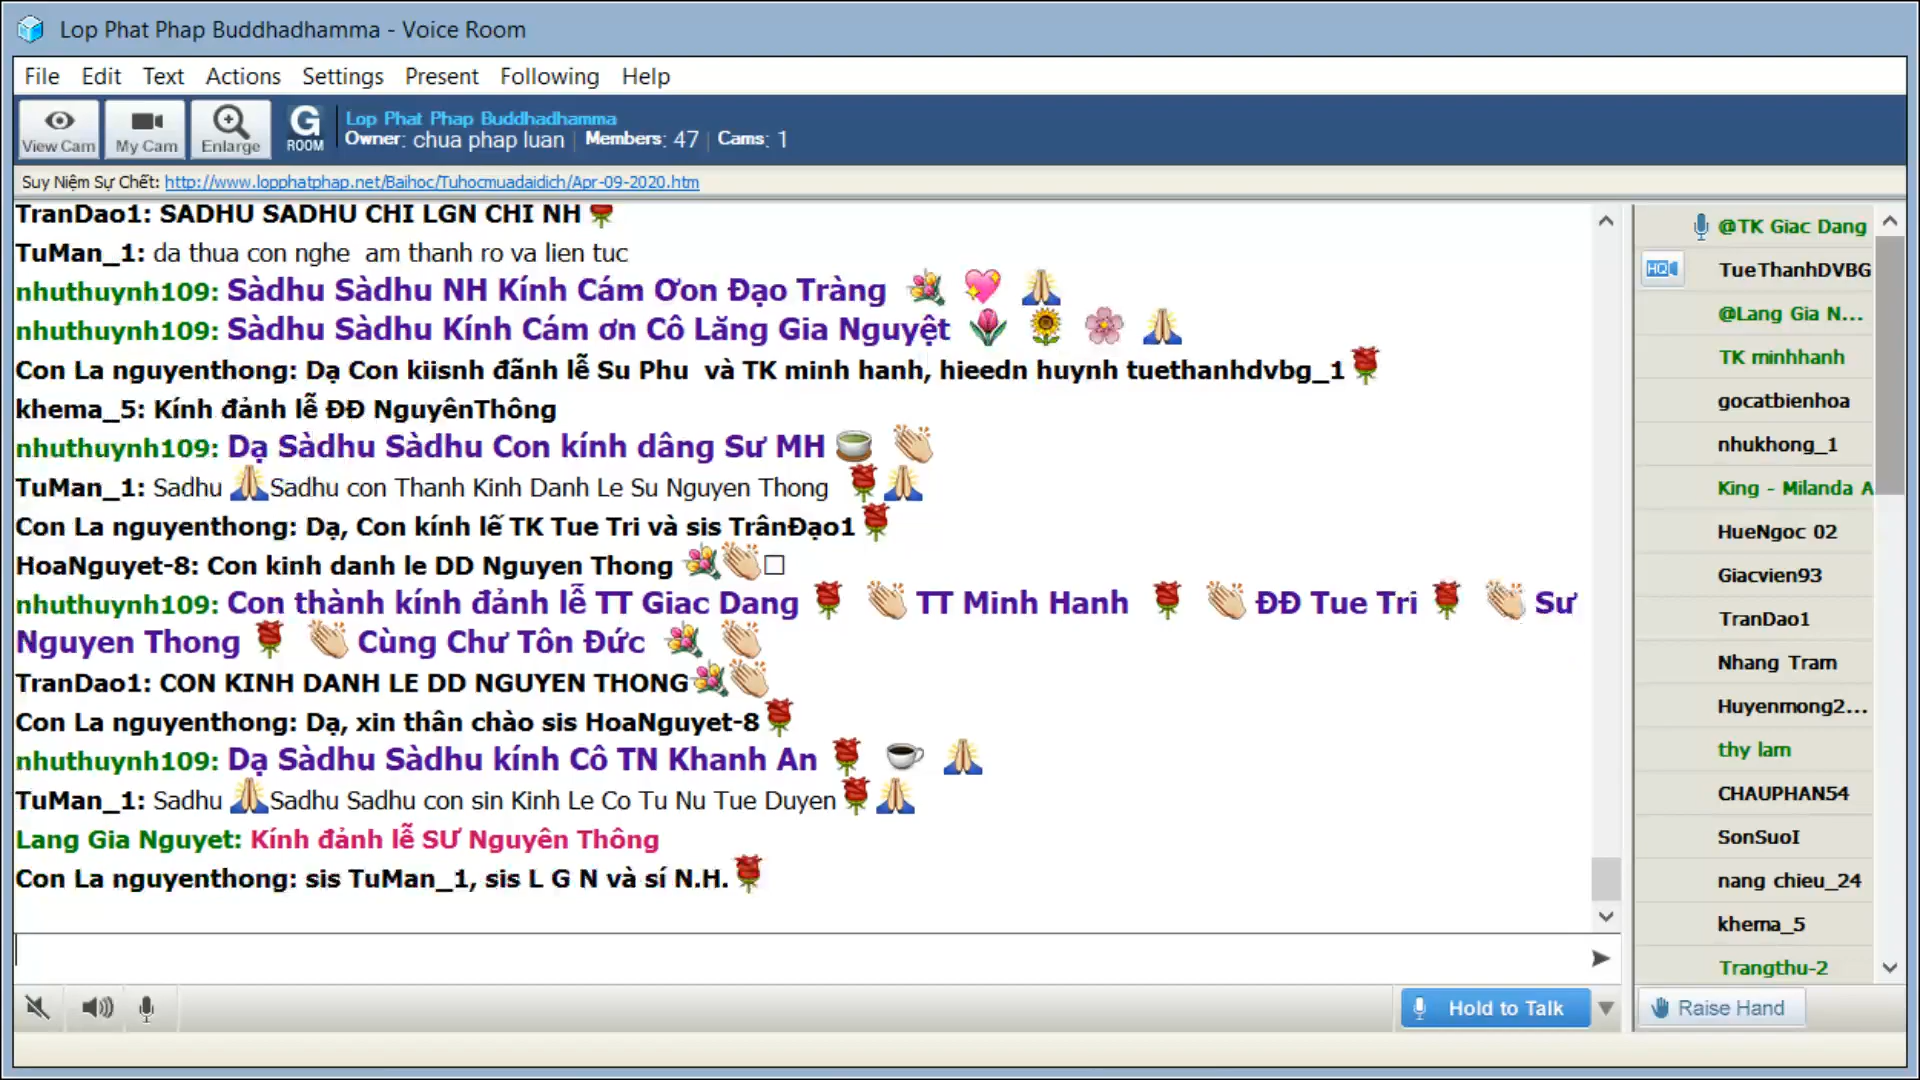 Lop Phat Phap Buddhadhamma - Voice Room
File Edit Text Actions Settings Present Following Help
View Cam My Cam Enlarge G ROOM
Lop Phat Phap Buddhadhamma
Owner: chua phap luan | Members: 47 | Cams: 1
Suy Niệm Sự Chết: http://www.lopphatphap.net/Baihoc/Tuhocmuadaidich/Apr-09-2020.htm
TranDao1: SADHU SADHU CHI LGN CHI NH 🌹
TuMan_1: da thua con nghe  am thanh ro va lien tuc
nhuthuynh109: Sàdhu Sàdhu NH Kính Cám Ơon Đạo Tràng 💐 💖 🙏
nhuthuynh109: Sàdhu Sàdhu Kính Cám ơn Cô Lăng Gia Nguyệt 🌷 🌻 🌸 🙏
Con La nguyenthong: Dạ Con kiisnh đãnh lễ Su Phu  và TK minh hanh, hieedn huynh tuethanhdvbg_1 🌹
khema_5: Kính đảnh lễ ĐĐ NguyênThông
nhuthuynh109: Dạ Sàdhu Sàdhu Con kính dâng Sư MH 🍵 👏
TuMan_1: Sadhu 🙏Sadhu con Thanh Kinh Danh Le Su Nguyen Thong 🌹🙏
Con La nguyenthong: Dạ, Con kính lễ TK Tue Tri và sis TrânĐạo1 🌹
HoaNguyet-8: Con kinh danh le DD Nguyen Thong 💐👏□
nhuthuynh109: Con thành kính đảnh lễ TT Giac Dang 🌹 👏 TT Minh Hanh 🌹 👏 ĐĐ Tue Tri 🌹 👏 Sư
Nguyen Thong 🌹 👏 Cùng Chư Tôn Đức 💐 👏
TranDao1: CON KINH DANH LE DD NGUYEN THONG💐👏
Con La nguyenthong: Dạ, xin thân chào sis HoaNguyet-8 🌹
nhuthuynh109: Dạ Sàdhu Sàdhu kính Cô TN Khanh An 🌹 ☕ 🙏
TuMan_1: Sadhu 🙏Sadhu Sadhu con sin Kinh Le Co Tu Nu Tue Duyen🌹🙏
Lang Gia Nguyet: Kính đảnh lễ SƯ Nguyên Thông
Con La nguyenthong: sis TuMan_1, sis L G N và sí N.H. 🌹
Hold to Talk
@TK Giac Dang
HQ TueThanhDVBG
@Lang Gia N...
TK minhhanh
gocatbienhoa
nhukhong_1
King - Milanda A
HueNgoc 02
Giacvien93
TranDao1
Nhang Tram
Huyenmong2...
thy lam
CHAUPHAN54
SonSuoI
nang chieu_24
khema_5
Trangthu-2
Raise Hand